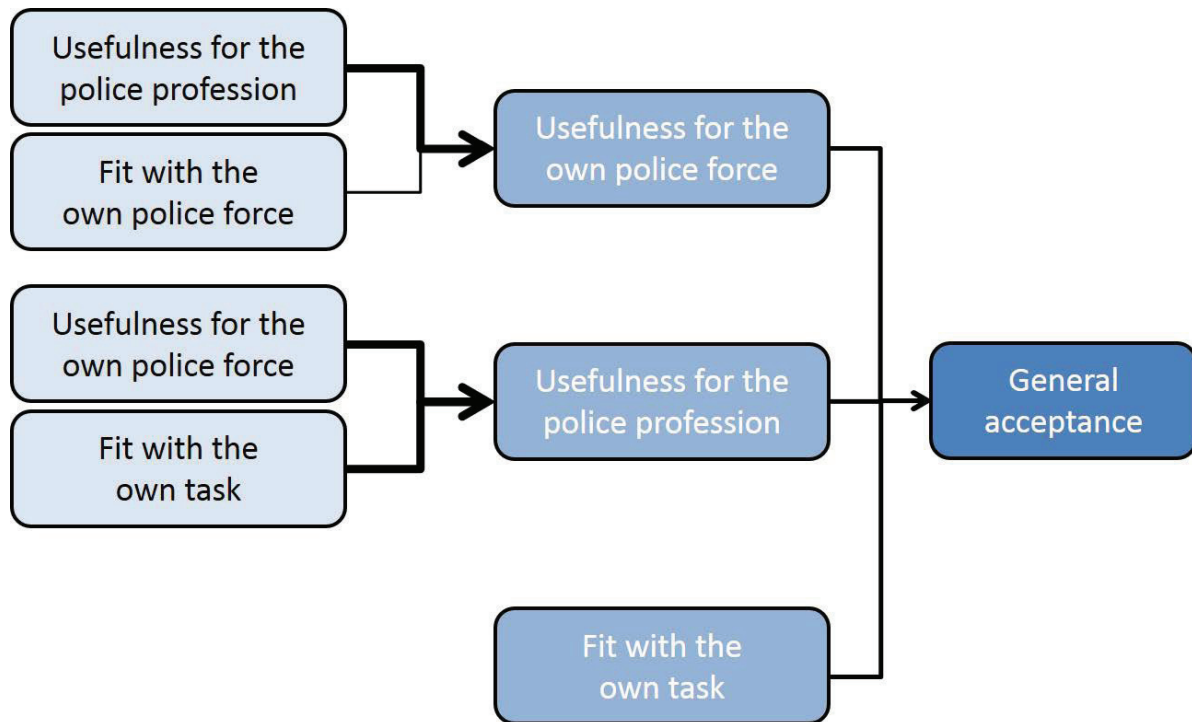 Usefulness for the
police profession
Fit with the
own police force
Usefulness for the
own police force
Fit with the
own task
Usefulness for the
own police force
Usefulness for the
police profession
Fit with the
own task
General
acceptance